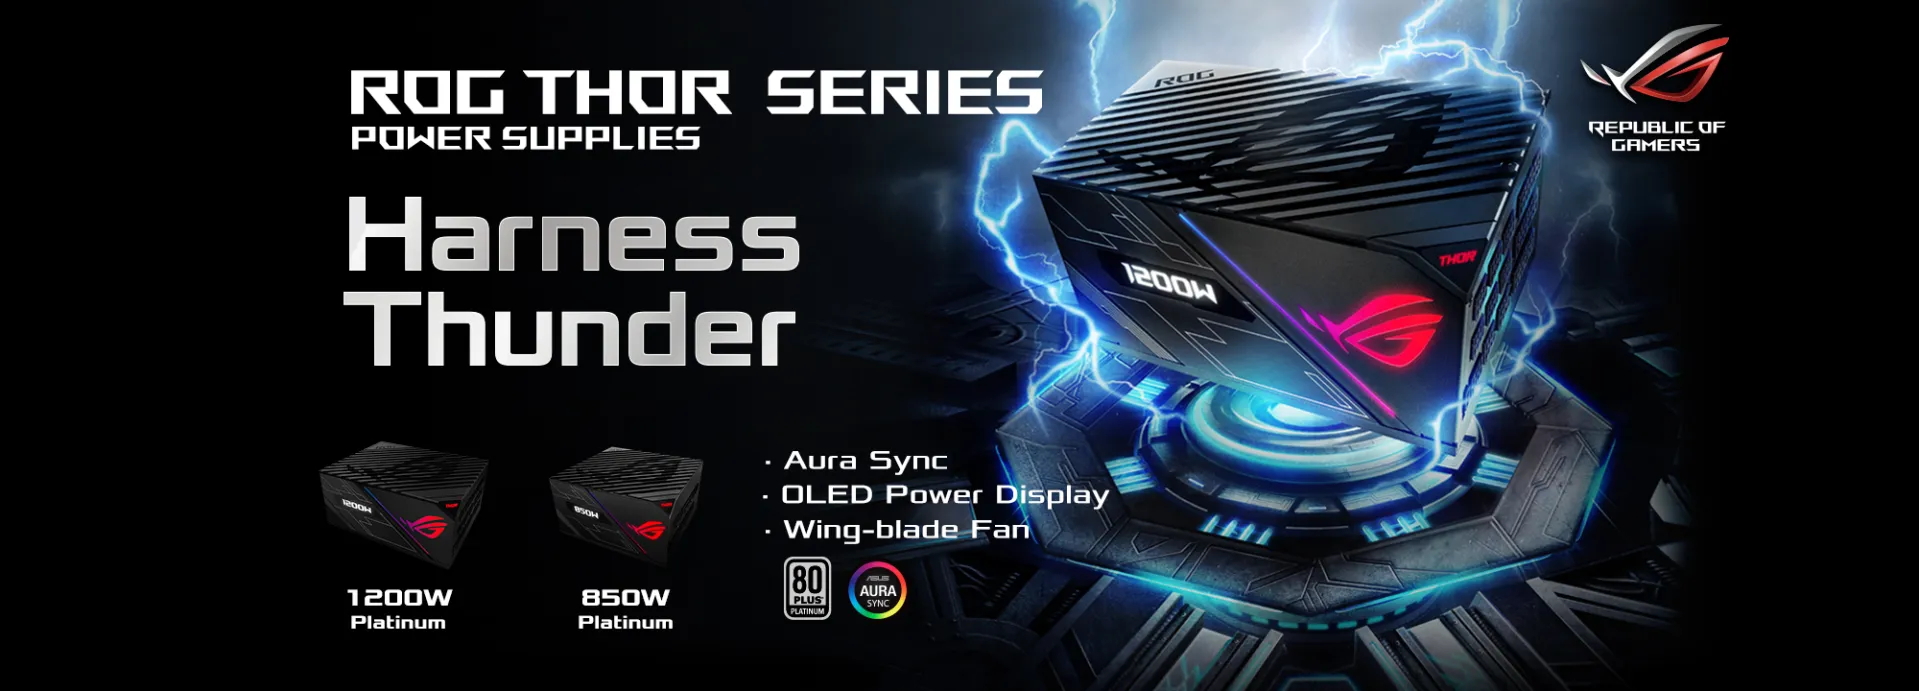 ROG THOR SERIES
POWER SUPPLIES
Harness
Thunder
ROG
THOR
1200W
REPUBLIC OF
GAMERS
· Aura Sync
· OLED Power Display
· Wing-blade Fan
1200W
850W
1200W
Platinum
850W
Platinum
80
PLUS
PLATINUM
ASUS
AURA
SYNC